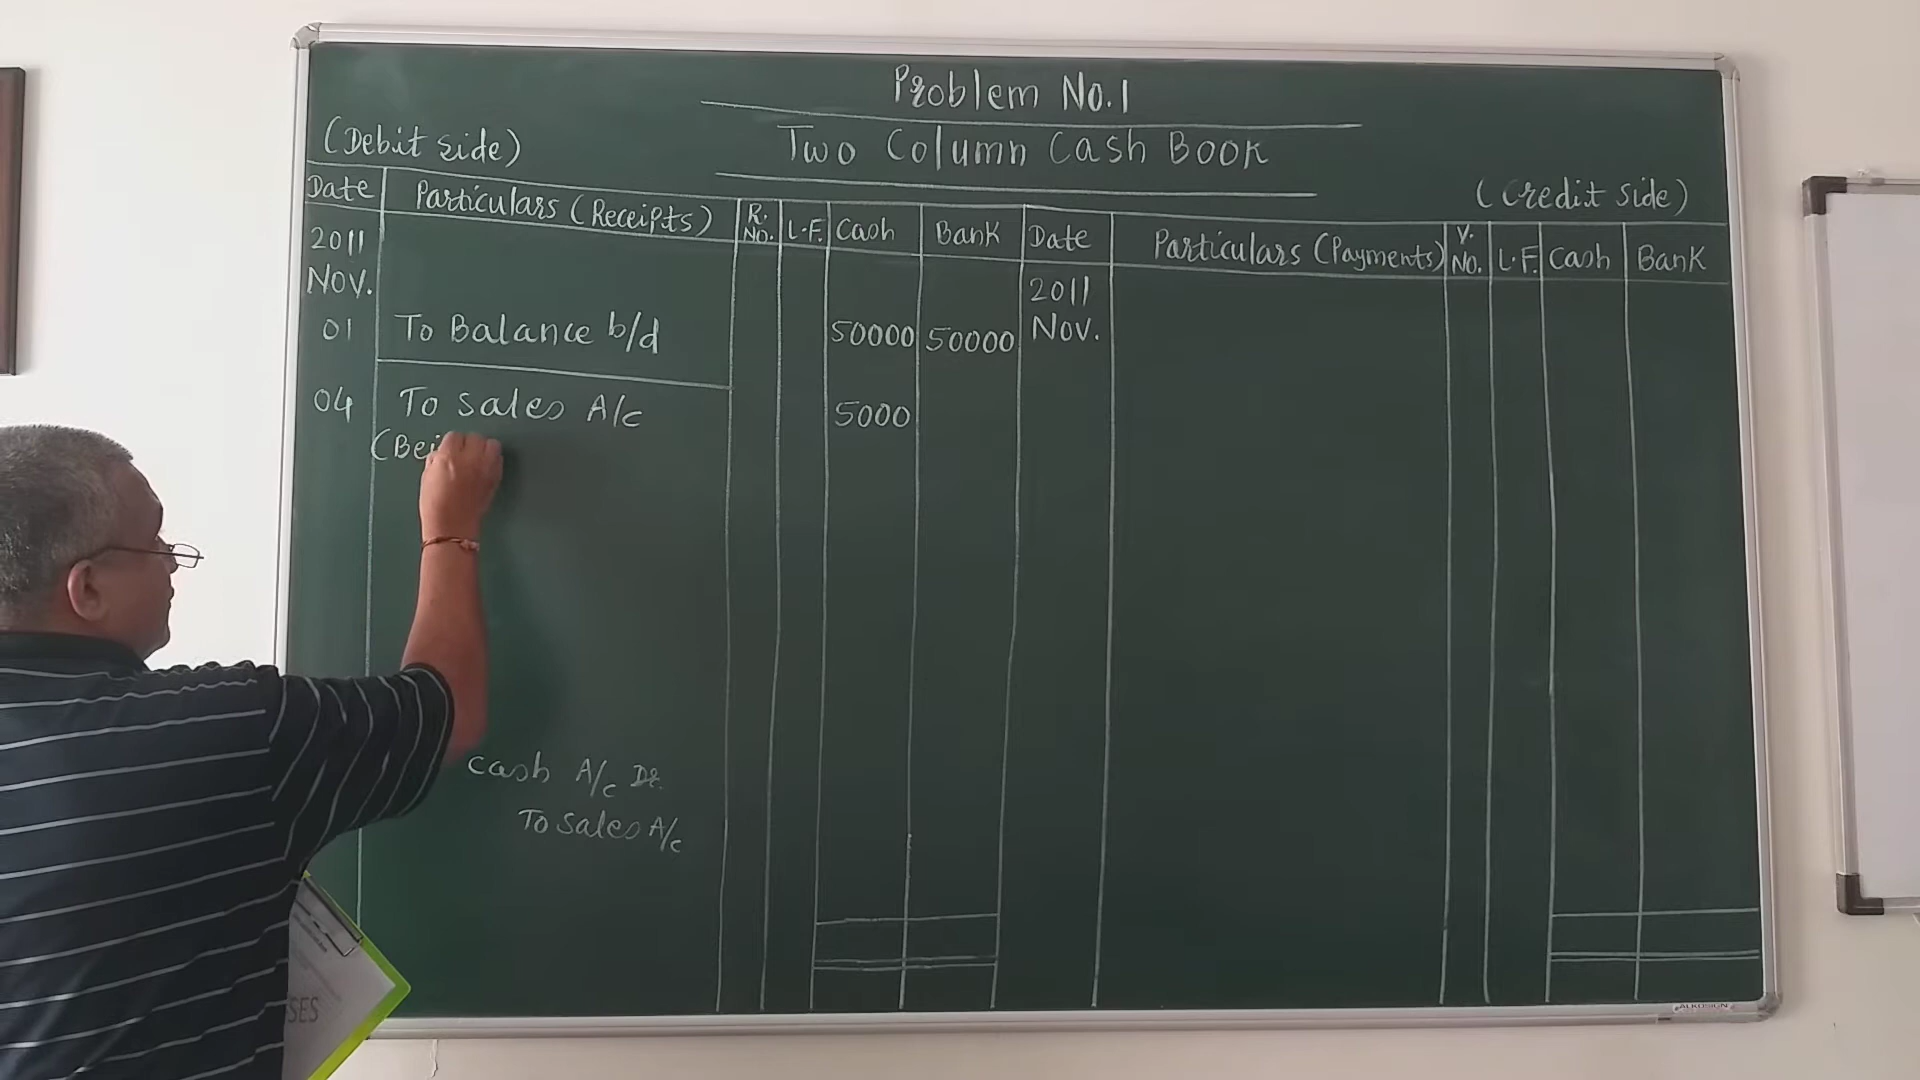 Problem No.1
Two Column Cash Book
(Debit side)
(Credit side)
Date Particulars (Receipts) R. No. L.F. Cash Bank Date Particulars (Payments) V. No. L.F. Cash Bank
2011
Nov.
2011
Nov.
01 To Balance b/d 50000 50000
04 To Sales A/c 5000
(Bei
Cash A/c Dr.
To Sales A/c
SES